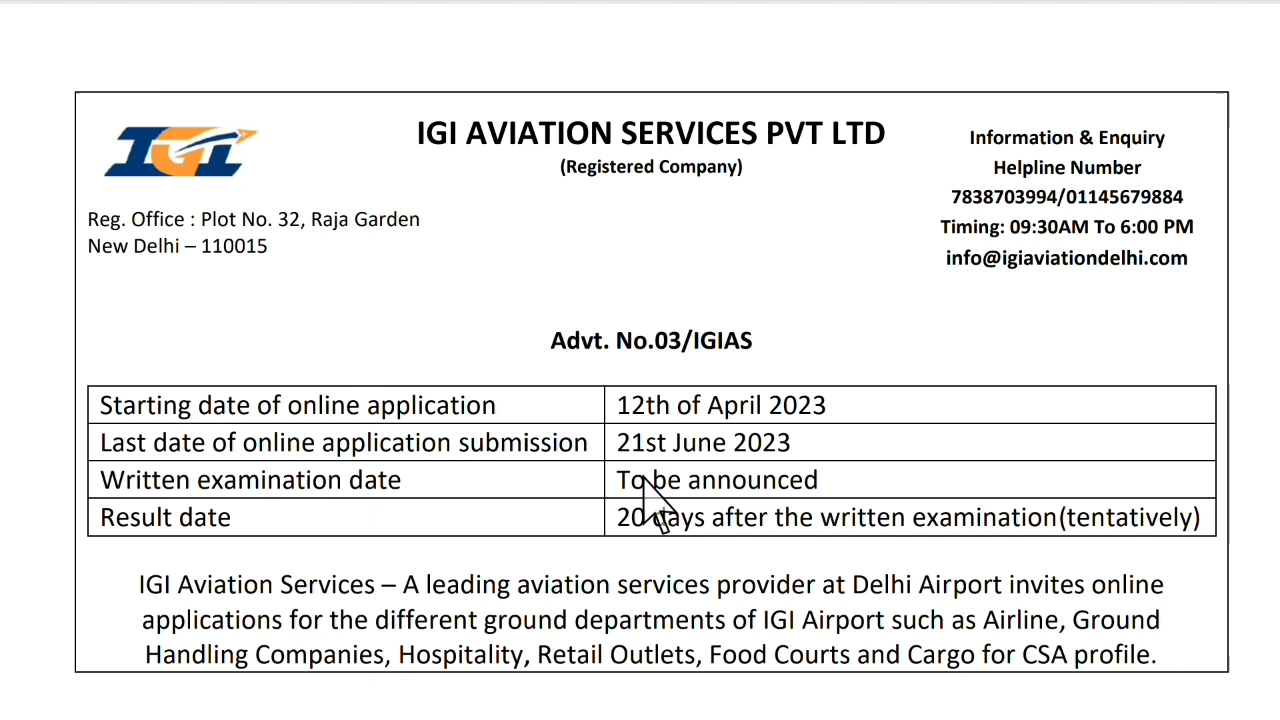 IGI
IGI AVIATION SERVICES PVT LTD
(Registered Company)
Information & Enquiry
Helpline Number
7838703994/01145679884
Timing: 09:30AM To 6:00 PM
info@igiaviationdelhi.com
Reg. Office : Plot No. 32, Raja Garden
New Delhi – 110015
Advt. No.03/IGIAS
Starting date of online application 12th of April 2023
Last date of online application submission 21st June 2023
Written examination date To be announced
Result date 20 days after the written examination(tentatively)
IGI Aviation Services – A leading aviation services provider at Delhi Airport invites online
applications for the different ground departments of IGI Airport such as Airline, Ground
Handling Companies, Hospitality, Retail Outlets, Food Courts and Cargo for CSA profile.